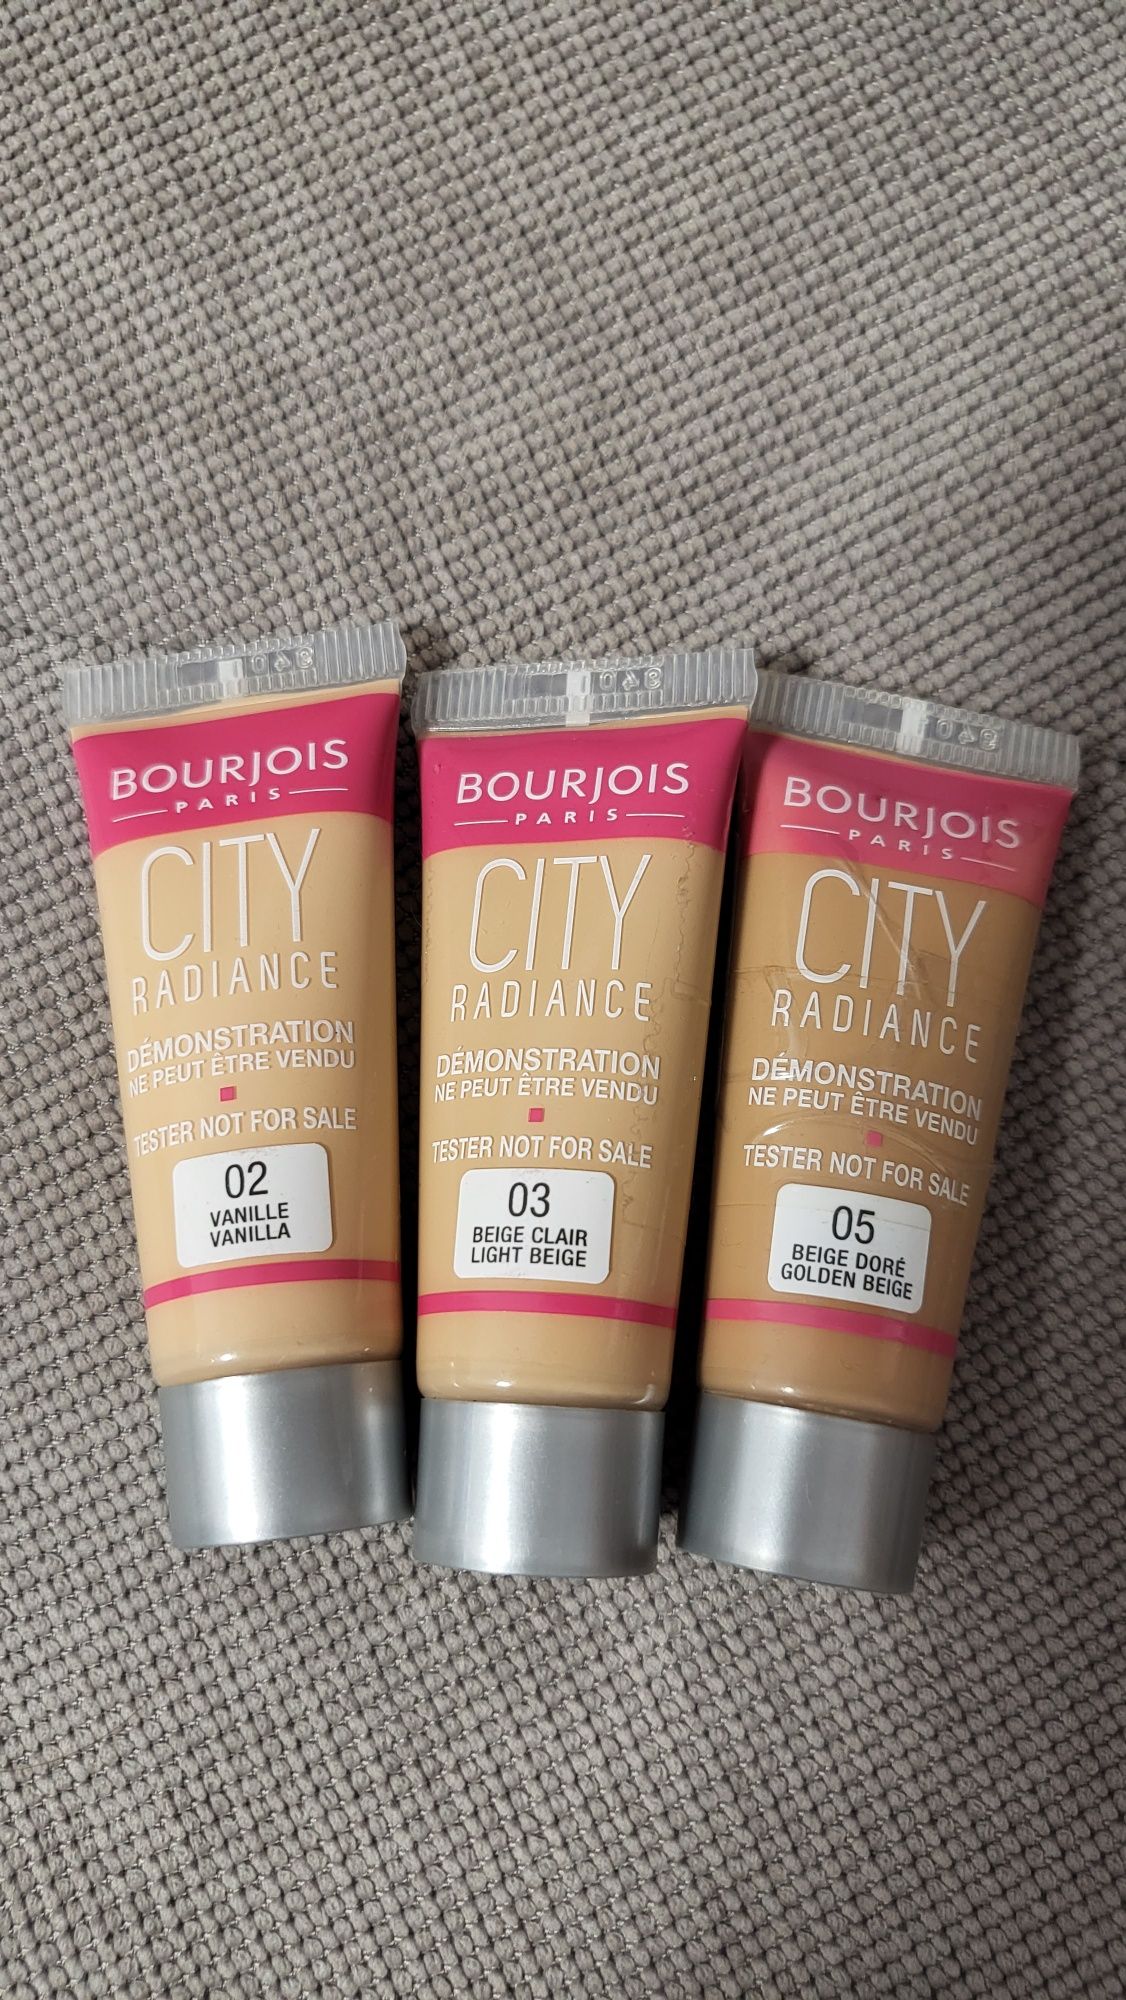 BOURJOIS
PARIS
CITY
RADIANCE
DÉMONSTRATION
NE PEUT ÊTRE VENDU
TESTER NOT FOR SALE
02
VANILLE
VANILLA
BOURJOIS
PARIS
CITY
RADIANCE
DÉMONSTRATION
NE PEUT ÊTRE VENDU
TESTER NOT FOR SALE
03
BEIGE CLAIR
LIGHT BEIGE
BOURJOIS
PARIS
CITY
RADIANCE
DÉMONSTRATION
NE PEUT ÊTRE VENDU
TESTER NOT FOR SALE
05
BEIGE DORÉ
GOLDEN BEIGE